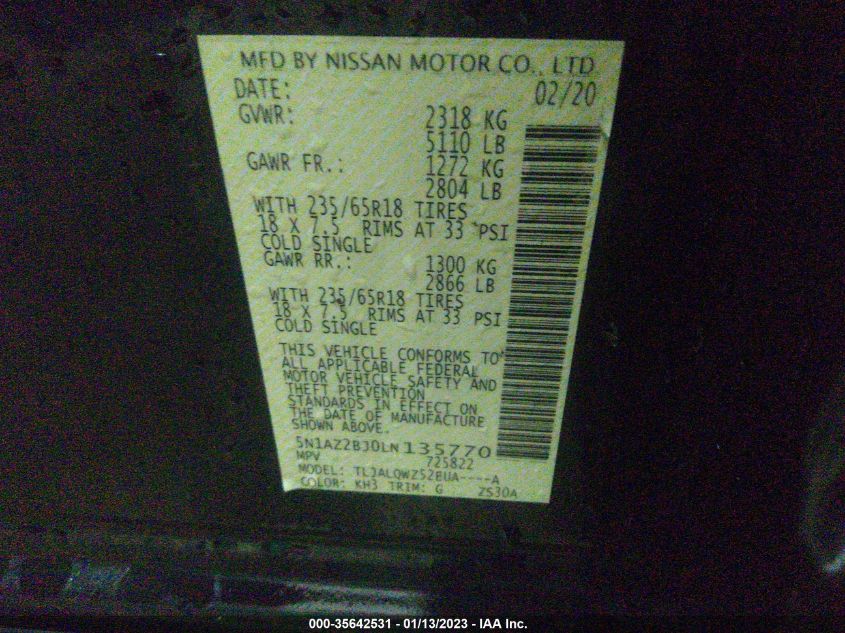 MFD BY NISSAN MOTOR CO., LTD.
DATE: 02/20
GVWR: 2318 KG
5110 LB
GAWR FR.: 1272 KG
2804 LB
WITH 235/65R18 TIRES
18 X 7.5 RIMS AT 33 PSI
COLD SINGLE
GAWR RR.: 1300 KG
2866 LB
WITH 235/65R18 TIRES
18 X 7.5 RIMS AT 33 PSI
COLD SINGLE
THIS VEHICLE CONFORMS TO
ALL APPLICABLE FEDERAL
MOTOR VEHICLE SAFETY AND
THEFT PREVENTION
STANDARDS IN EFFECT ON
THE DATE OF MANUFACTURE
SHOWN ABOVE.
5N1AZ2BJ0LN135770
MPV 725822
MODEL: TLJALQWZ52EUA----A
COLOR: KH3 TRIM: G Z530A
000-35642531 - 01/13/2023 - IAA Inc.